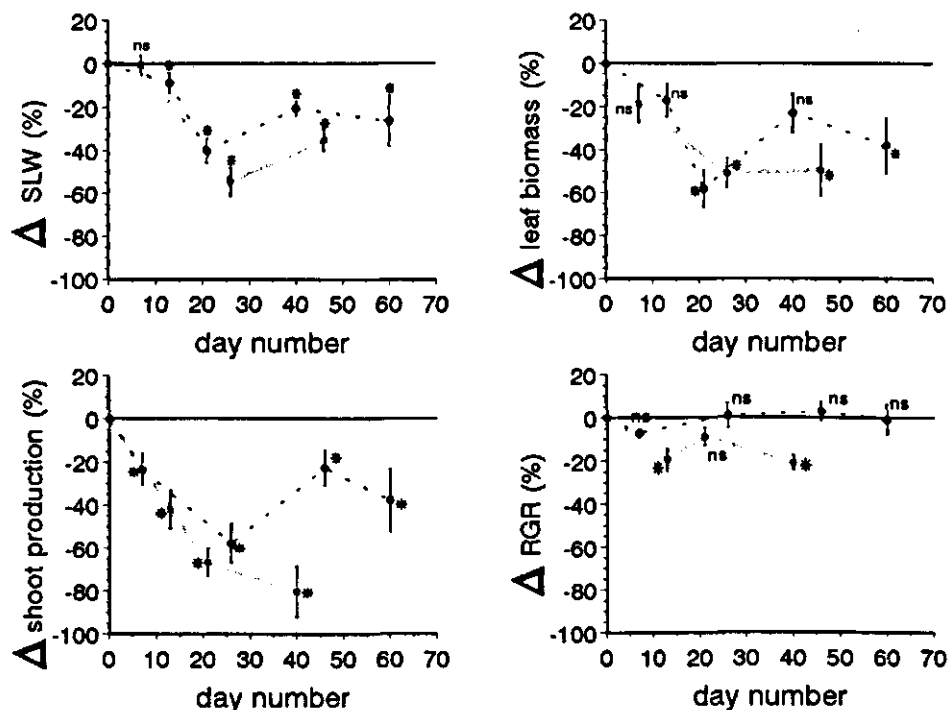 20
0
-20
-40
-60
-80
-100
Δ SLW (%)
ns
*
*
*
*
*
*
*
0 10 20 30 40 50 60 70
day number
20
0
-20
-40
-60
-80
-100
Δ leaf biomass (%)
ns
ns
*
*
ns
*
*
0 10 20 30 40 50 60 70
day number
20
0
-20
-40
-60
-80
-100
Δ shoot production (%)
*
*
*
*
*
*
*
0 10 20 30 40 50 60 70
day number
20
0
-20
-40
-60
-80
-100
Δ RGR (%)
ns
*
ns
ns
*
ns
ns
0 10 20 30 40 50 60 70
day number